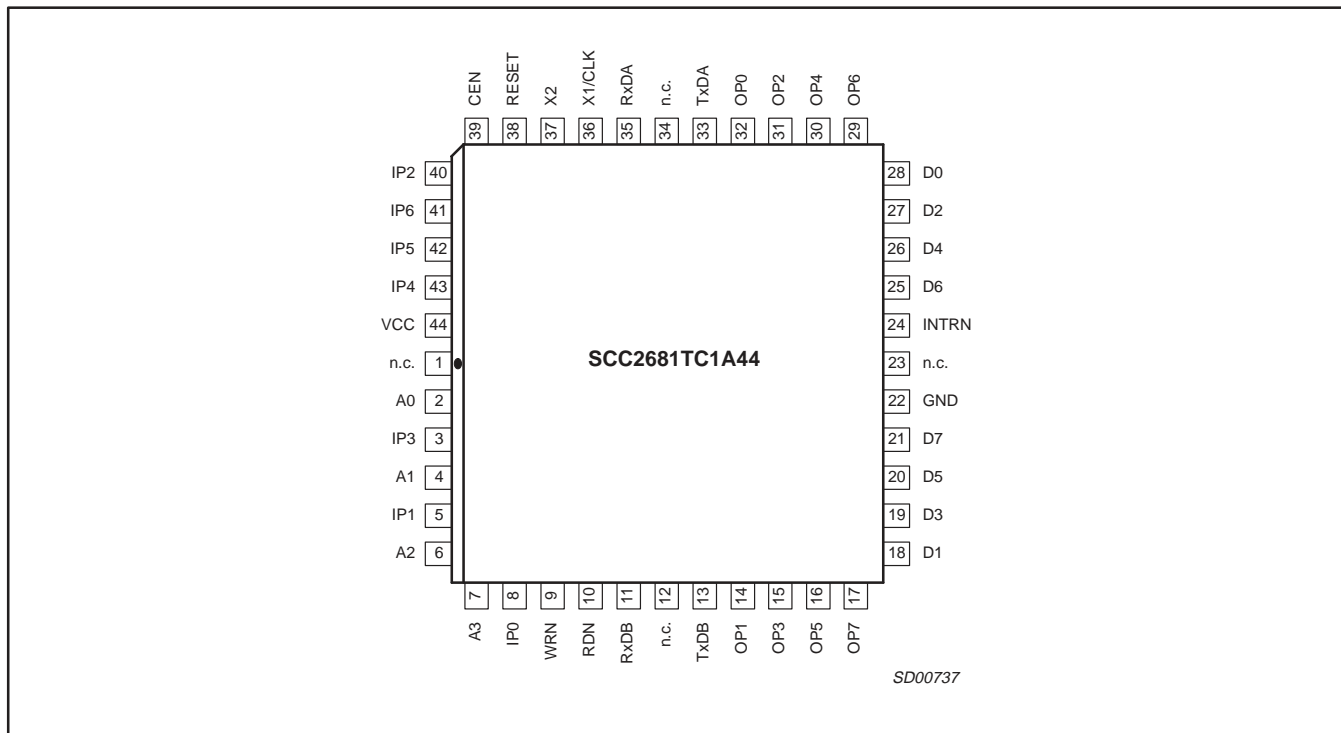 CEN
RESET
X2
X1/CLK
RxDA
n.c.
TxDA
OP0
OP2
OP4
OP6
39
38
37
36
35
34
33
32
31
30
29
IP2 40
IP6 41
IP5 42
IP4 43
VCC 44
n.c. 1
A0 2
IP3 3
A1 4
IP1 5
A2 6
SCC2681TC1A44
28 D0
27 D2
26 D4
25 D6
24 INTRN
23 n.c.
22 GND
21 D7
20 D5
19 D3
18 D1
7
8
9
10
11
12
13
14
15
16
17
A3
IP0
WRN
RDN
RxDB
n.c.
TxDB
OP1
OP3
OP5
OP7
SD00737